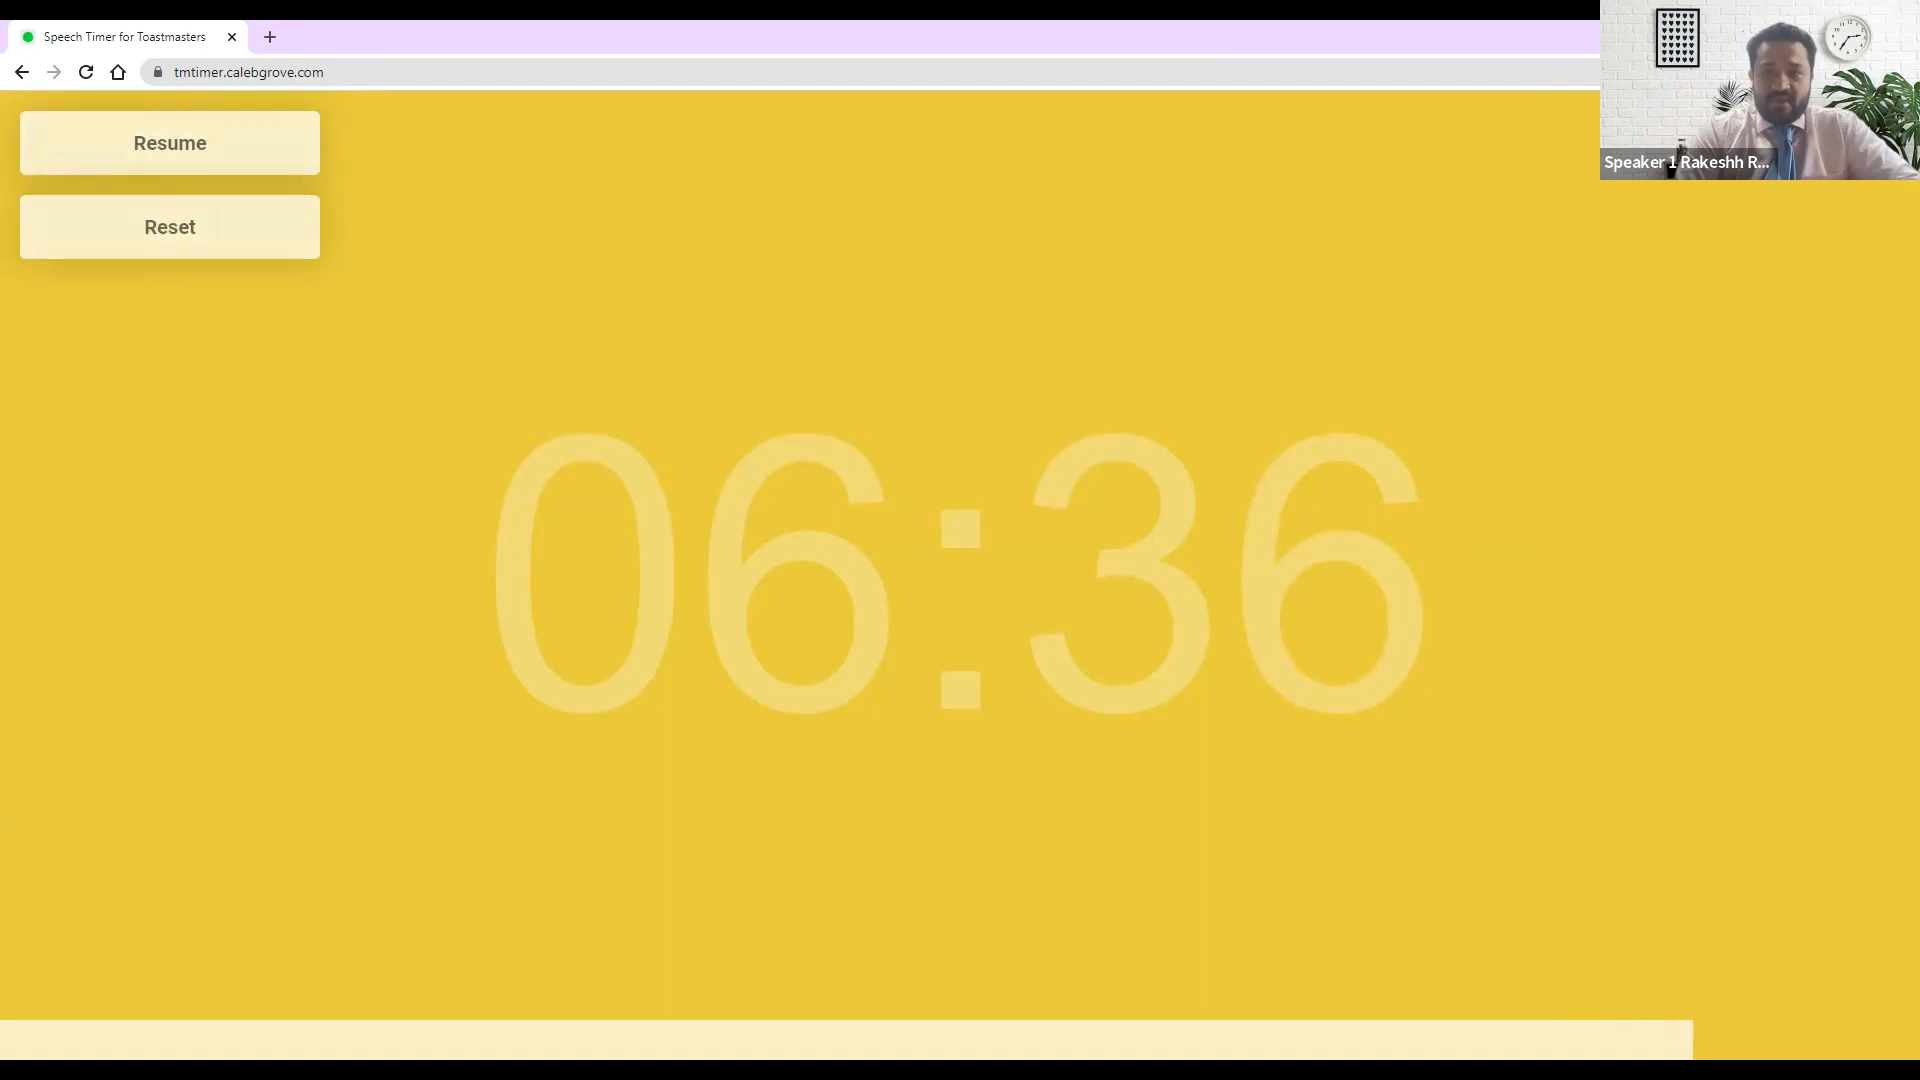 Speech Timer for Toastmasters
tmtimer.calebgrove.com
Speaker 1 Rakeshh R...
Resume
Reset
06:36